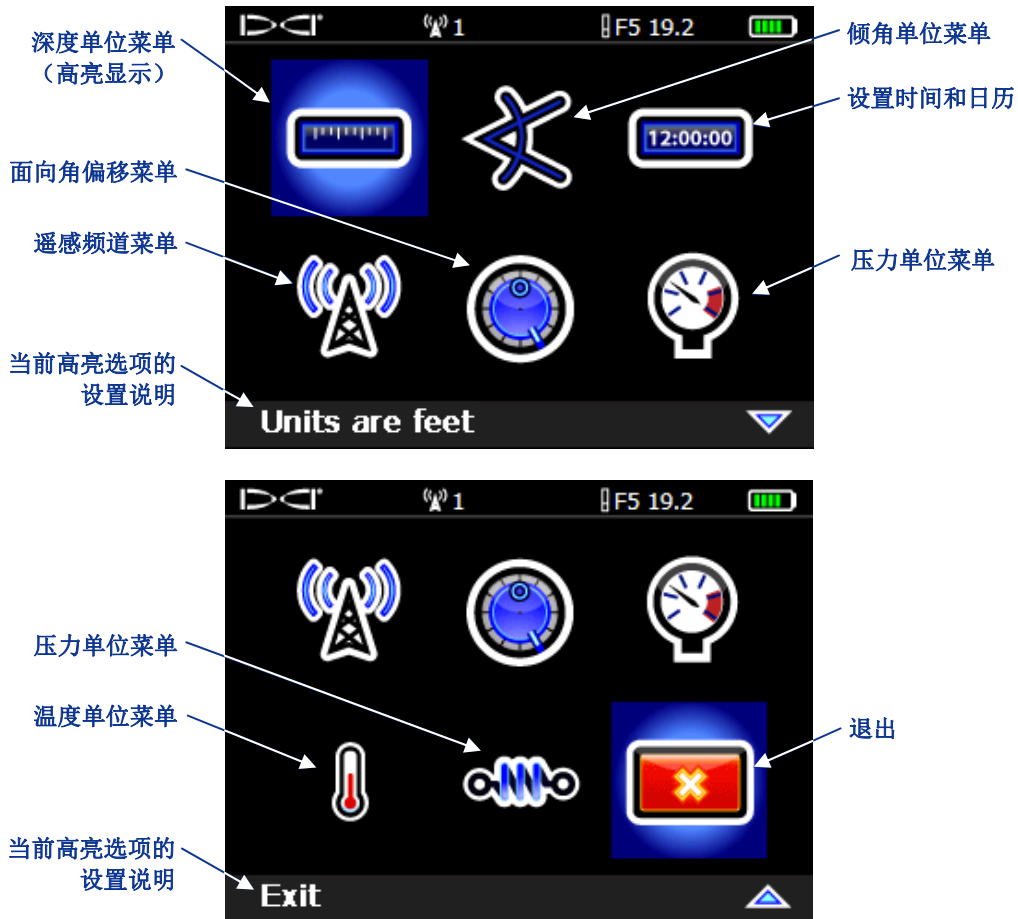 深度单位菜单
（高亮显示）
面向角偏移菜单
遥感频道菜单
当前高亮选项的
设置说明
DCI
1
F5 19.2
12:00:00
Units are feet
倾角单位菜单
设置时间和日历
压力单位菜单
压力单位菜单
温度单位菜单
当前高亮选项的
设置说明
DCI
1
F5 19.2
Exit
退出